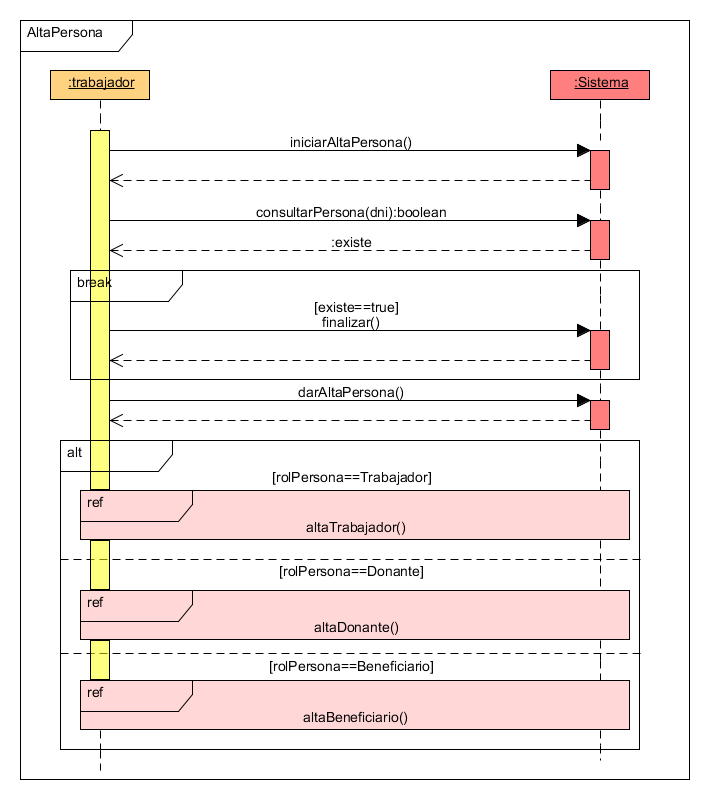 AltaPersona
:trabajador
:Sistema
iniciarAltaPersona()
consultarPersona(dni):boolean
:existe
break
[existe==true]
finalizar()
darAltaPersona()
alt
[rolPersona==Trabajador]
ref
altaTrabajador()
[rolPersona==Donante]
ref
altaDonante()
[rolPersona==Beneficiario]
ref
altaBeneficiario()